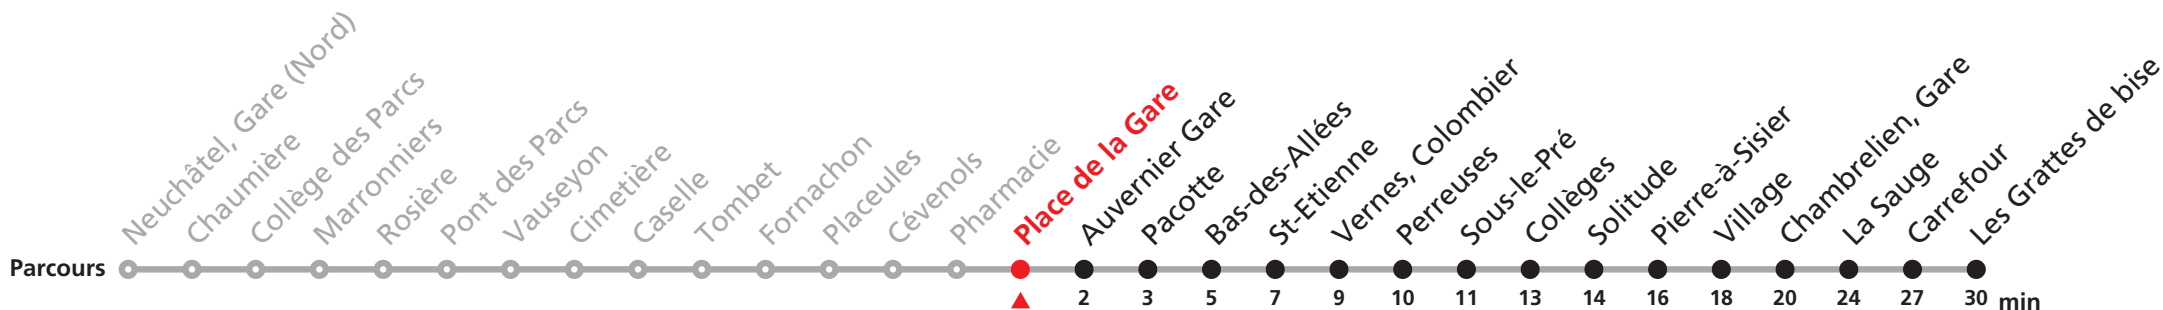 Neuchâtel, Gare (Nord)
Chaumière
Collège des Parcs
Marronniers
Rosière
Pont des Parcs
Vauseyon
Cimetière
Caselle
Tombet
Fornachon
Placeules
Cévenols
Pharmacie
Place de la Gare
Auvernier Gare
Pacotte
Bas-des-Allées
St-Etienne
Vernes, Colombier
Perreuses
Sous-le-Pré
Collèges
Solitude
Pierre-à-Sisier
Village
Chambrelien, Gare
La Sauge
Carrefour
Les Grattes de bise
Parcours
2 3 5 7 9 10 11 13 14 16 18 20 24 27 30 min